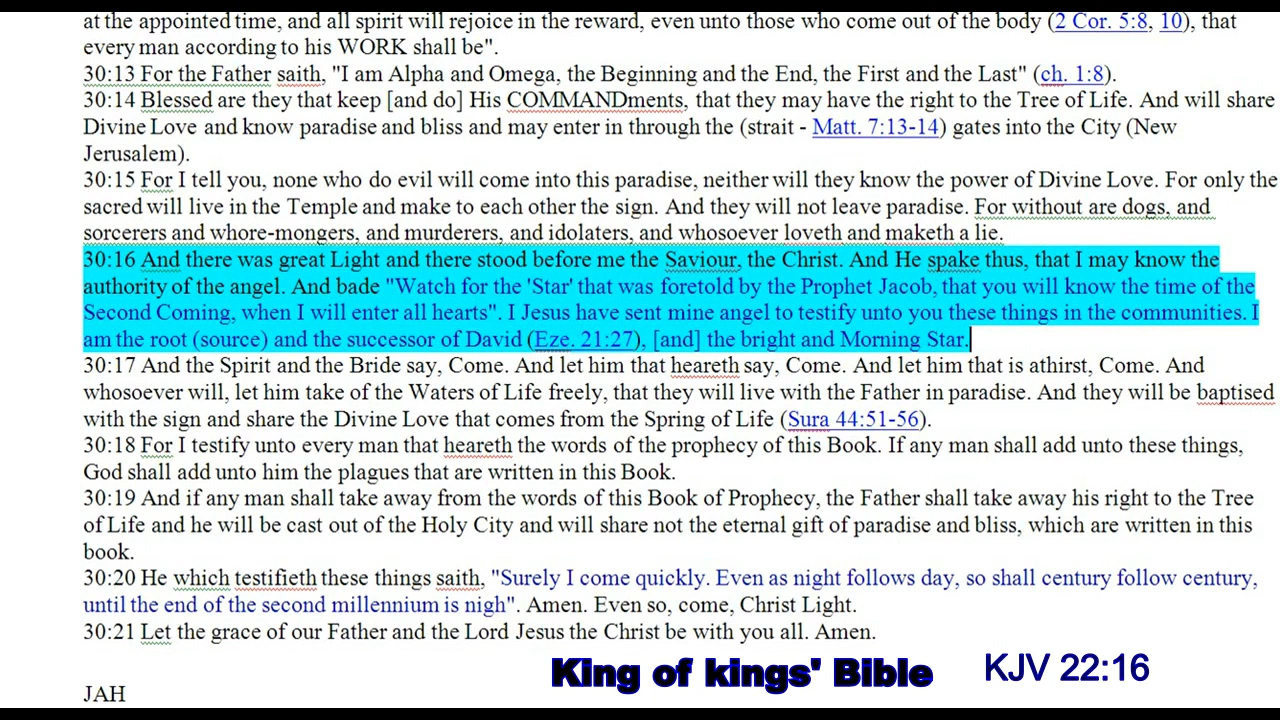 at the appointed time, and all spirit will rejoice in the reward, even unto those who come out of the body (2 Cor. 5:8, 10), that
every man according to his WORK shall be".
30:13 For the Father saith, "I am Alpha and Omega, the Beginning and the End, the First and the Last" (ch. 1:8).
30:14 Blessed are they that keep [and do] His COMMANDments, that they may have the right to the Tree of Life. And will share
Divine Love and know paradise and bliss and may enter in through the (strait - Matt. 7:13-14) gates into the City (New
Jerusalem).
30:15 For I tell you, none who do evil will come into this paradise, neither will they know the power of Divine Love. For only the
sacred will live in the Temple and make to each other the sign. And they will not leave paradise. For without are dogs, and
sorcerers and whore-mongers, and murderers, and idolaters, and whosoever loveth and maketh a lie.
30:16 And there was great Light and there stood before me the Saviour, the Christ. And He spake thus, that I may know the
authority of the angel. And bade "Watch for the 'Star' that was foretold by the Prophet Jacob, that you will know the time of the
Second Coming, when I will enter all hearts". I Jesus have sent mine angel to testify unto you these things in the communities. I
am the root (source) and the successor of David (Eze. 21:27), [and] the bright and Morning Star.
30:17 And the Spirit and the Bride say, Come. And let him that heareth say, Come. And let him that is athirst, Come. And
whosoever will, let him take of the Waters of Life freely, that they will live with the Father in paradise. And they will be baptised
with the sign and share the Divine Love that comes from the Spring of Life (Sura 44:51-56).
30:18 For I testify unto every man that heareth the words of the prophecy of this Book. If any man shall add unto these things,
God shall add unto him the plagues that are written in this Book.
30:19 And if any man shall take away from the words of this Book of Prophecy, the Father shall take away his right to the Tree
of Life and he will be cast out of the Holy City and will share not the eternal gift of paradise and bliss, which are written in this
book.
30:20 He which testifieth these things saith, "Surely I come quickly. Even as night follows day, so shall century follow century,
until the end of the second millennium is nigh". Amen. Even so, come, Christ Light.
30:21 Let the grace of our Father and the Lord Jesus the Christ be with you all. Amen.
King of kings' Bible KJV 22:16
JAH